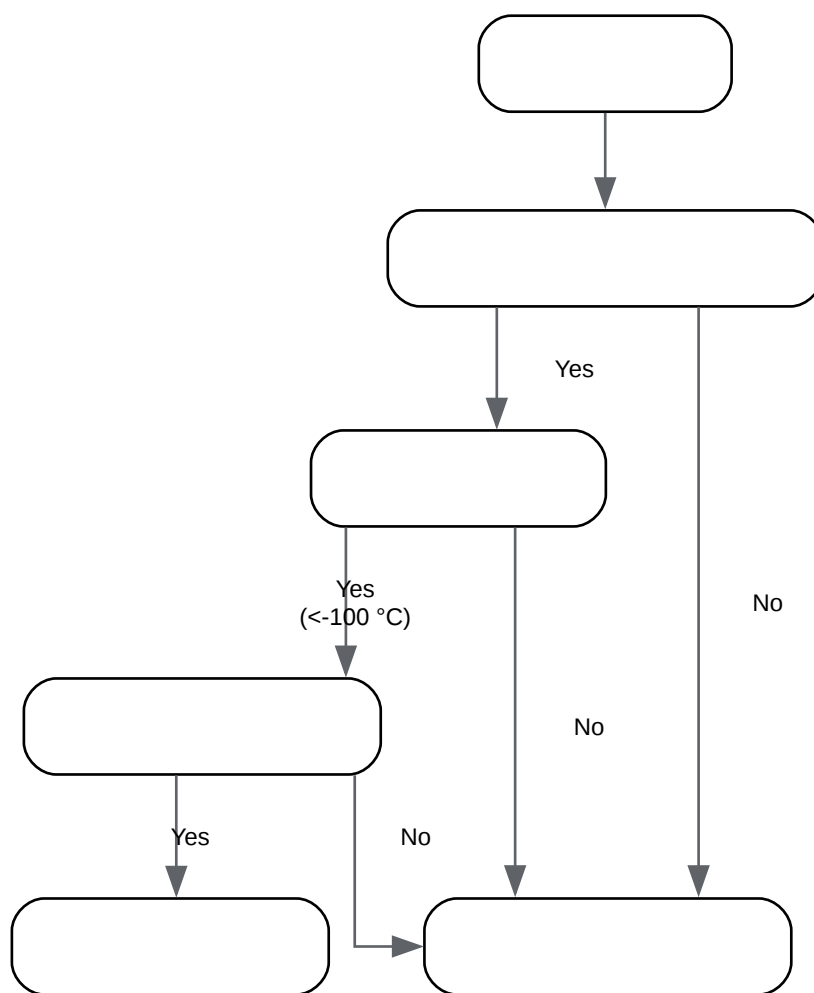 Yes
Yes
(<-100 °C)
No
No
Yes
No